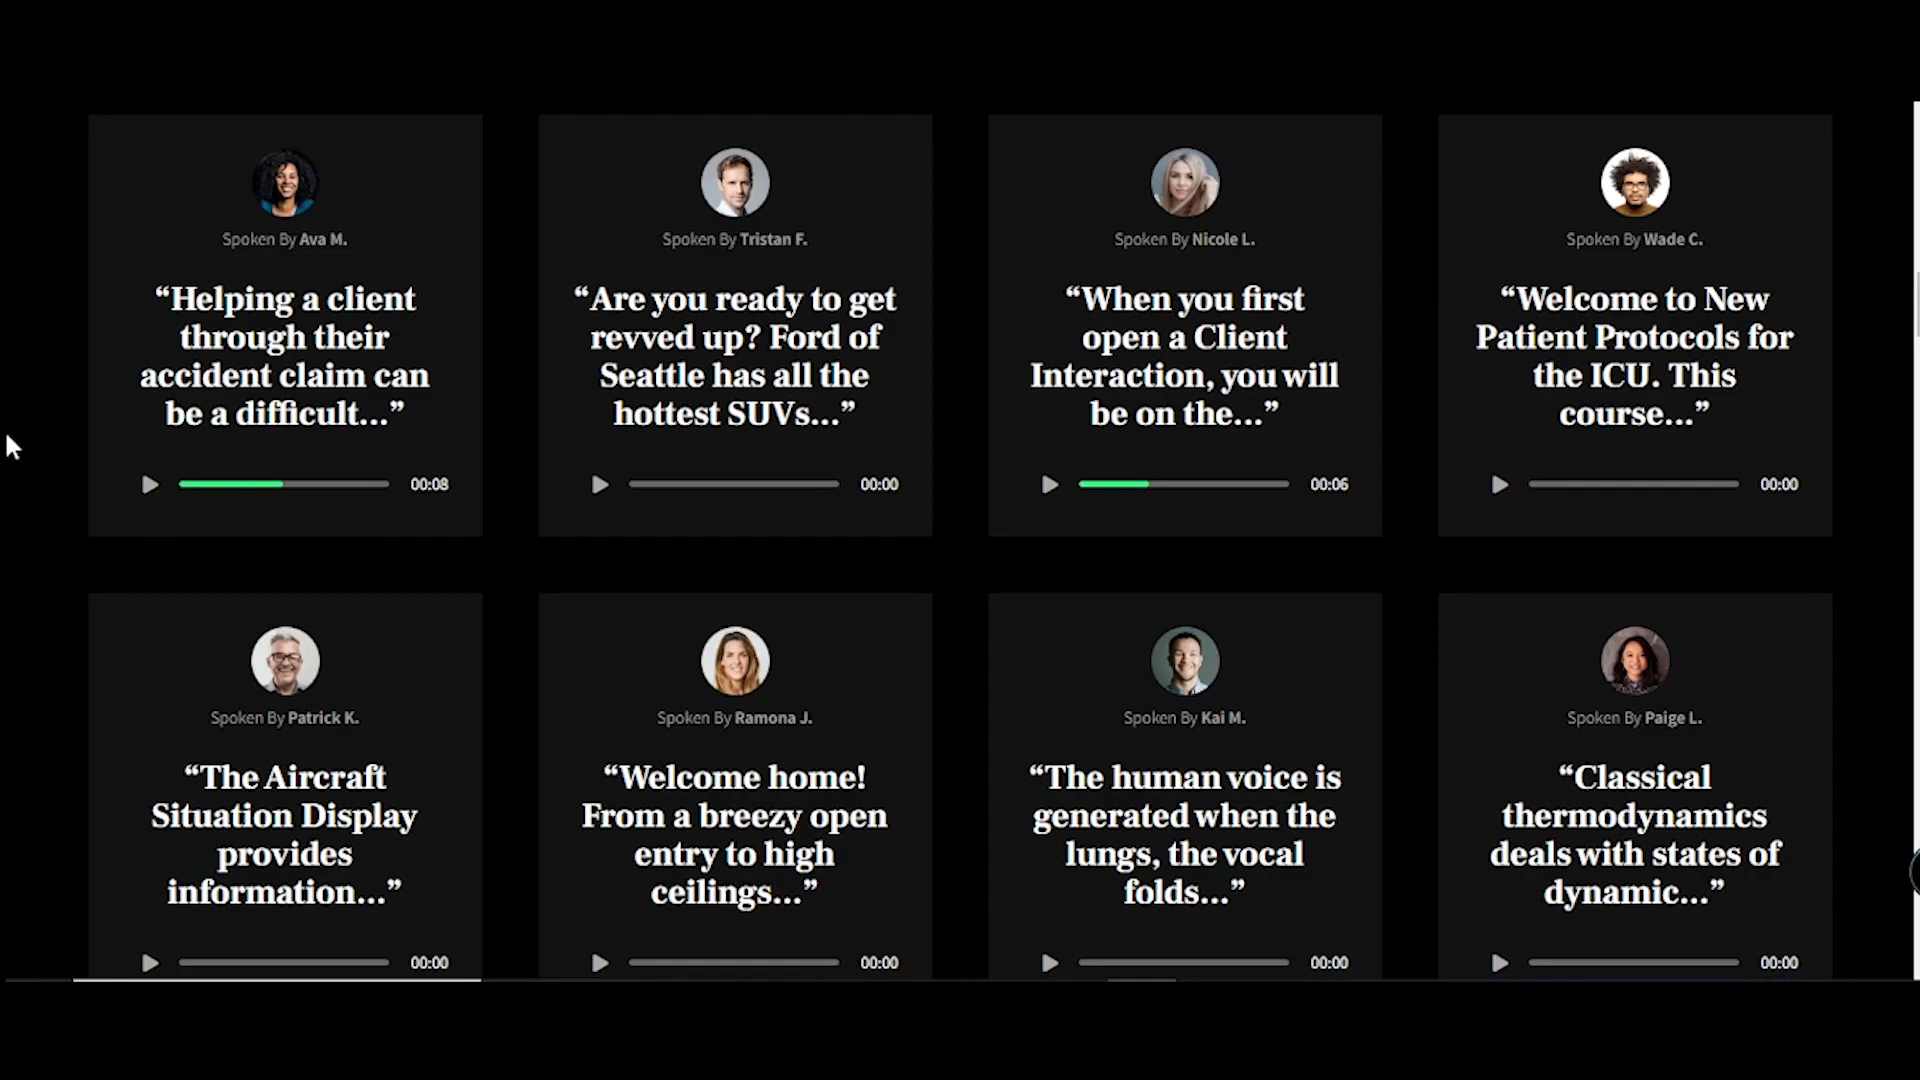 Spoken By Ava M.
“Helping a client
through their
accident claim can
be a difficult...”
00:08
Spoken By Tristan F.
“Are you ready to get
revved up? Ford of
Seattle has all the
hottest SUVs...”
00:00
Spoken By Nicole L.
“When you first
open a Client
Interaction, you will
be on the...”
00:06
Spoken By Wade C.
“Welcome to New
Patient Protocols for
the ICU. This
course...”
00:00
Spoken By Patrick K.
“The Aircraft
Situation Display
provides
information...”
00:00
Spoken By Ramona J.
“Welcome home!
From a breezy open
entry to high
ceilings...”
00:00
Spoken By Kai M.
“The human voice is
generated when the
lungs, the vocal
folds...”
00:00
Spoken By Paige L.
“Classical
thermodynamics
deals with states of
dynamic...”
00:00